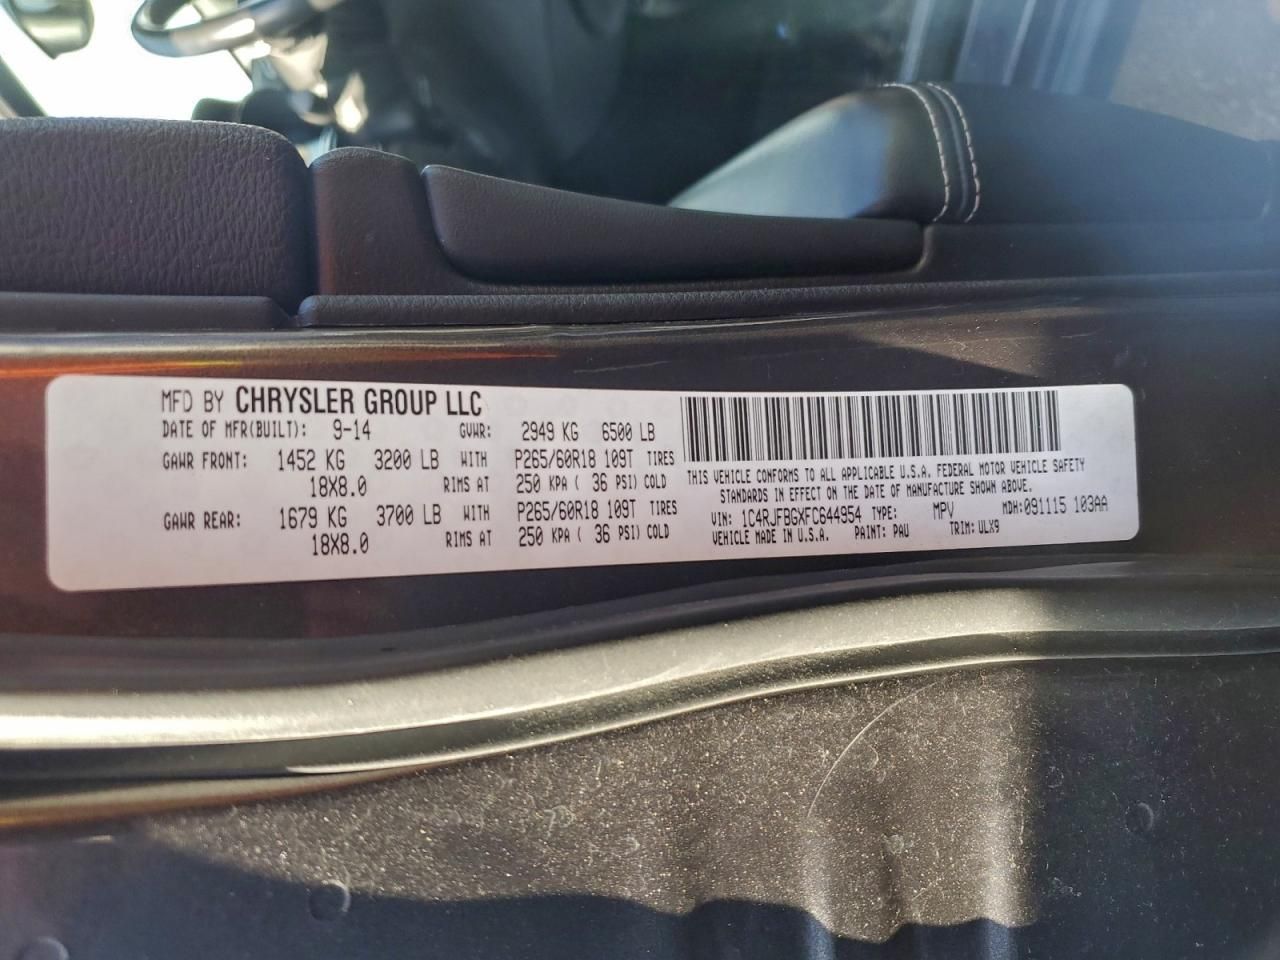 MFD BY CHRYSLER GROUP LLC
DATE OF MFR(BUILT): 9-14 GVWR: 2949 KG 6500 LB
GAWR FRONT: 1452 KG 3200 LB WITH P265/60R18 109T TIRES
18X8.0 RIMS AT 250 KPA ( 36 PSI) COLD
GAWR REAR: 1679 KG 3700 LB WITH P265/60R18 109T TIRES
18X8.0 RIMS AT 250 KPA ( 36 PSI) COLD
THIS VEHICLE CONFORMS TO ALL APPLICABLE U.S.A. FEDERAL MOTOR VEHICLE SAFETY
STANDARDS IN EFFECT ON THE DATE OF MANUFACTURE SHOWN ABOVE.
VIN: 1C4RJFBGXFC644954 TYPE: MPV MDH:091115 103AA
VEHICLE MADE IN U.S.A. PAINT: PAU TRIM: ULX9